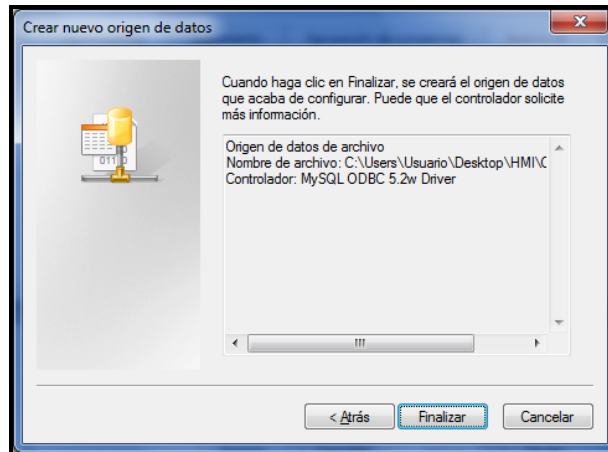 Crear nuevo origen de datos
Cuando haga clic en Finalizar, se creará el origen de datos
que acaba de configurar. Puede que el controlador solicite
más información.
Origen de datos de archivo
Nombre de archivo: C:\Users\Usuario\Desktop\HMI\
Controlador: MySQL ODBC 5.2w Driver
< Atrás
Finalizar
Cancelar